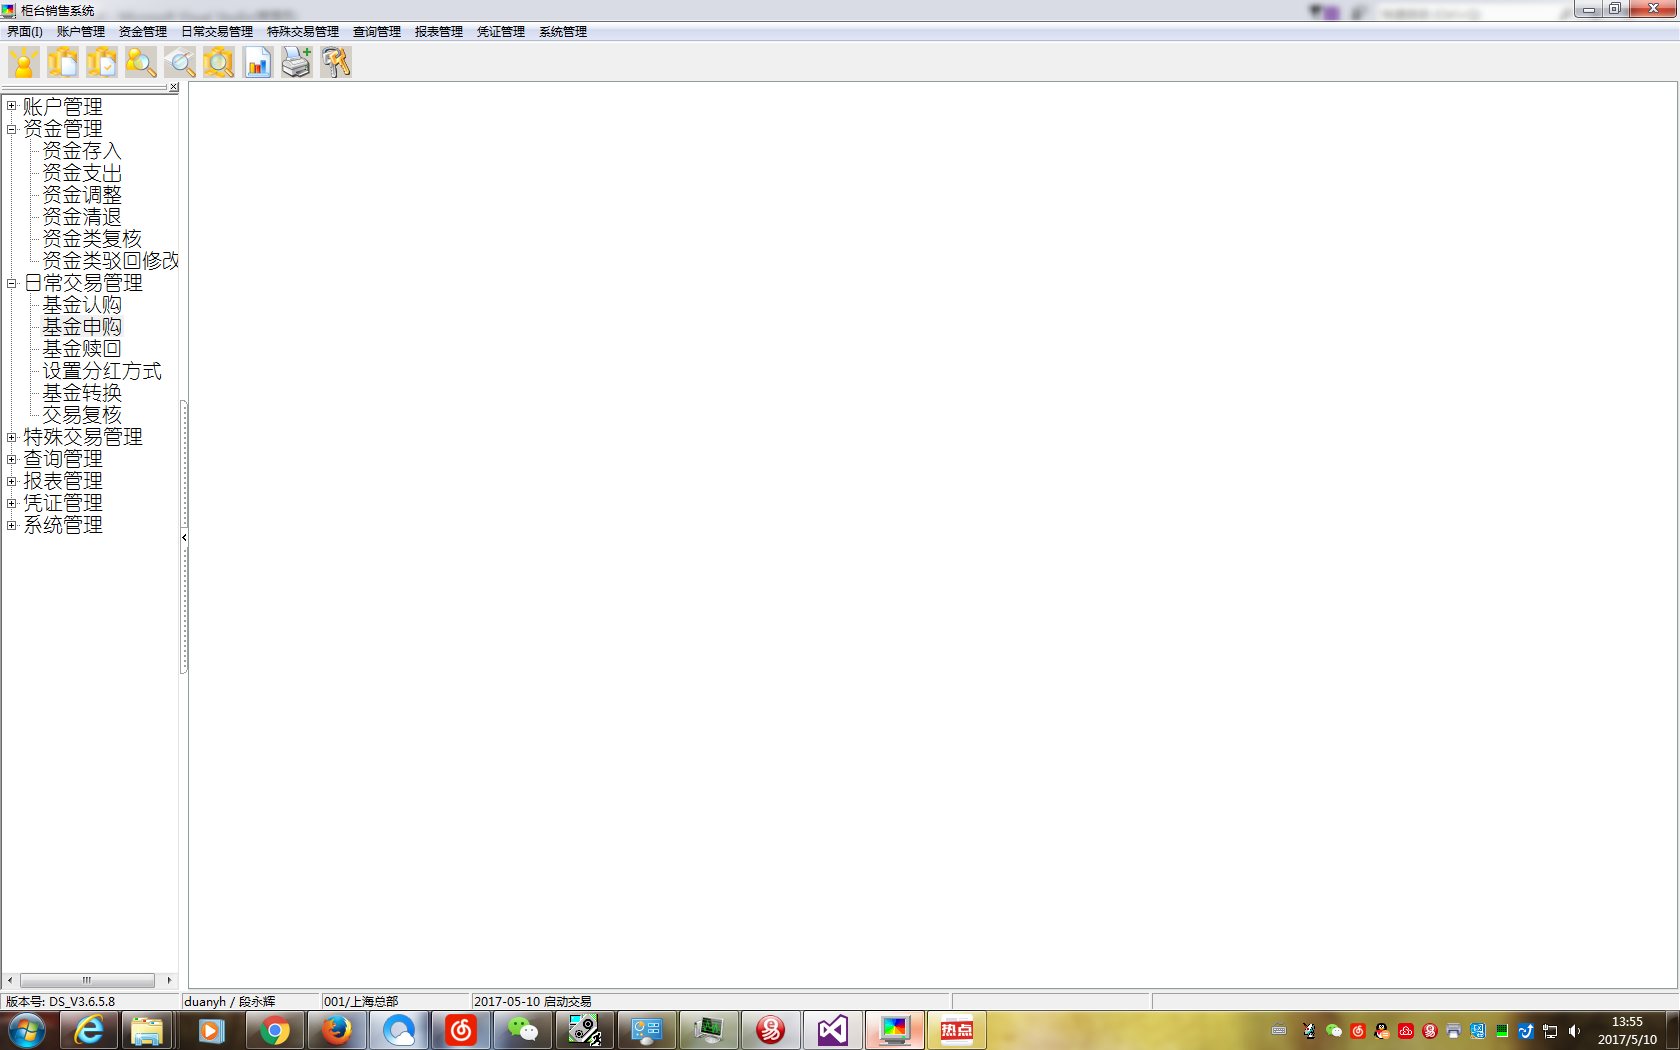 柜台销售系统
界面(I) 账户管理 资金管理 日常交易管理 特殊交易管理 查询管理 报表管理 凭证管理 系统管理
账户管理
资金管理
资金存入
资金支出
资金调整
资金清退
资金类复核
资金类驳回修改
日常交易管理
基金认购
基金申购
基金赎回
设置分红方式
基金转换
交易复核
特殊交易管理
查询管理
报表管理
凭证管理
系统管理
版本号: DS_V3.6.5.8 duanyh / 段永辉 001/上海总部 2017-05-10 启动交易
热点
13:55
2017/5/10